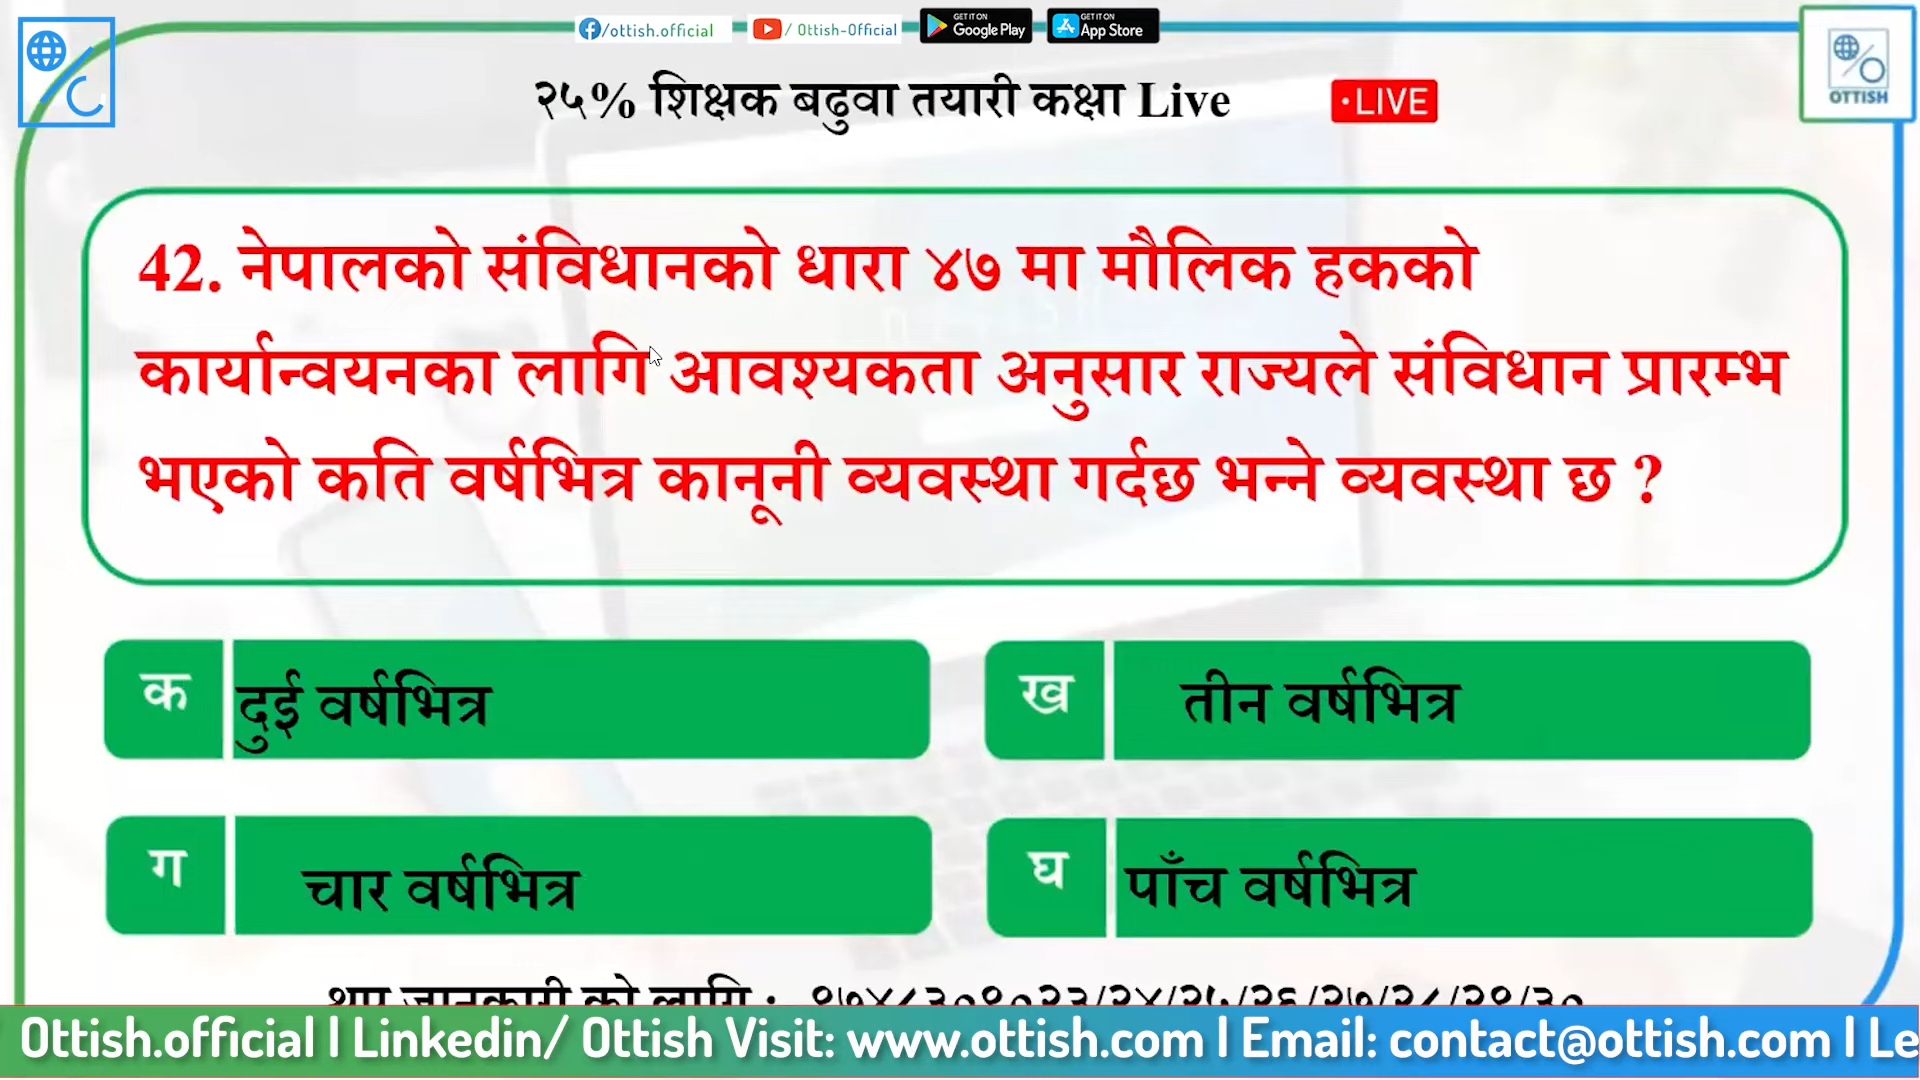 /ottish.official
/ Ottish-Official
GET IT ON Google Play
GET IT ON App Store
OTTISH
२५% शिक्षक बढुवा तयारी कक्षा Live
LIVE
42. नेपालको संविधानको धारा ४७ मा मौलिक हकको
कार्यान्वयनका लागि आवश्यकता अनुसार राज्यले संविधान प्रारम्भ
भएको कति वर्षभित्र कानूनी व्यवस्था गर्दछ भन्ने व्यवस्था छ ?
क दुई वर्षभित्र
ख तीन वर्षभित्र
ग चार वर्षभित्र
घ पाँच वर्षभित्र
थप जानकारी को लागि :
Ottish.official | Linkedin/ Ottish Visit: www.ottish.com | Email: contact@ottish.com | Le